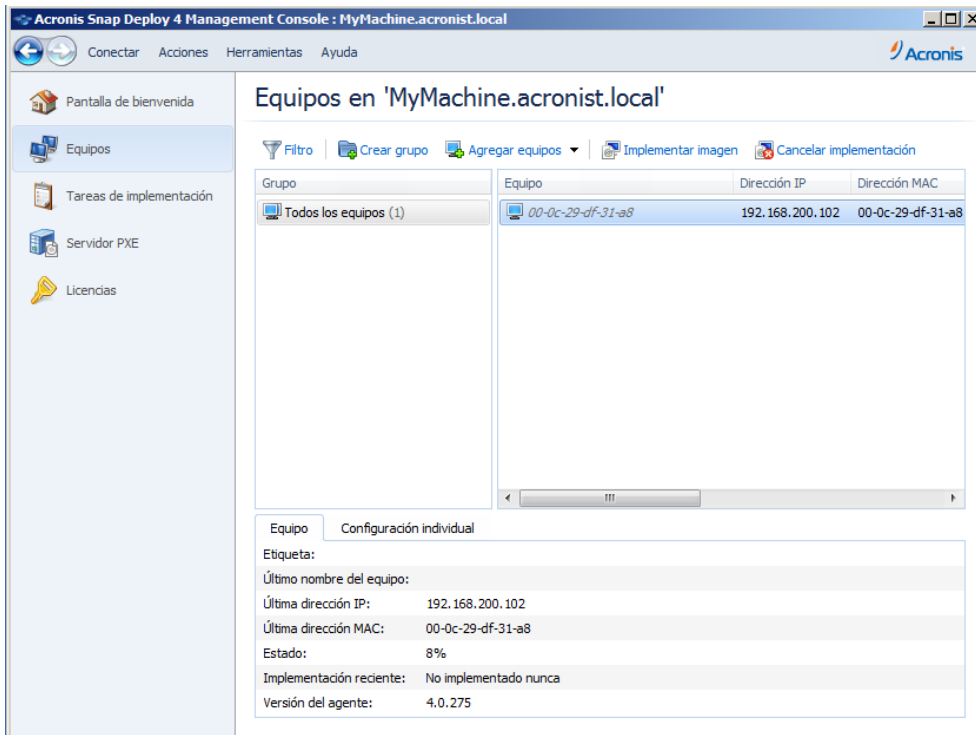 Acronis Snap Deploy 4 Management Console : MyMachine.acronist.local
Conectar Acciones Herramientas Ayuda
Acronis
Pantalla de bienvenida
Equipos
Tareas de implementación
Servidor PXE
Licencias
Equipos en 'MyMachine.acronist.local'
Filtro Crear grupo Agregar equipos Implementar imagen Cancelar implementación
Grupo
Todos los equipos (1)
Equipo Dirección IP Dirección MAC
00-0c-29-df-31-a8 192.168.200.102 00-0c-29-df-31-a8
Equipo Configuración individual
Etiqueta:
Último nombre del equipo:
Última dirección IP: 192.168.200.102
Última dirección MAC: 00-0c-29-df-31-a8
Estado: 8%
Implementación reciente: No implementado nunca
Versión del agente: 4.0.275